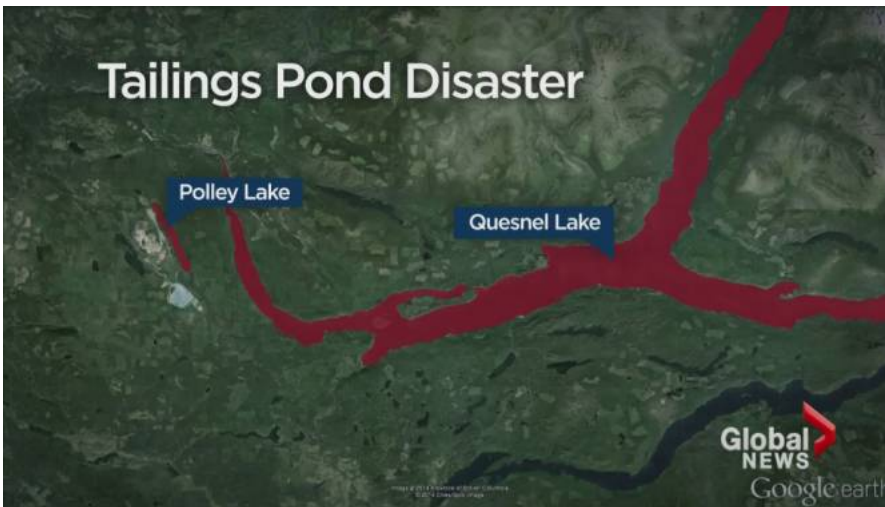 Tailings Pond Disaster
Polley Lake
Quesnel Lake
Global
NEWS
Google earth